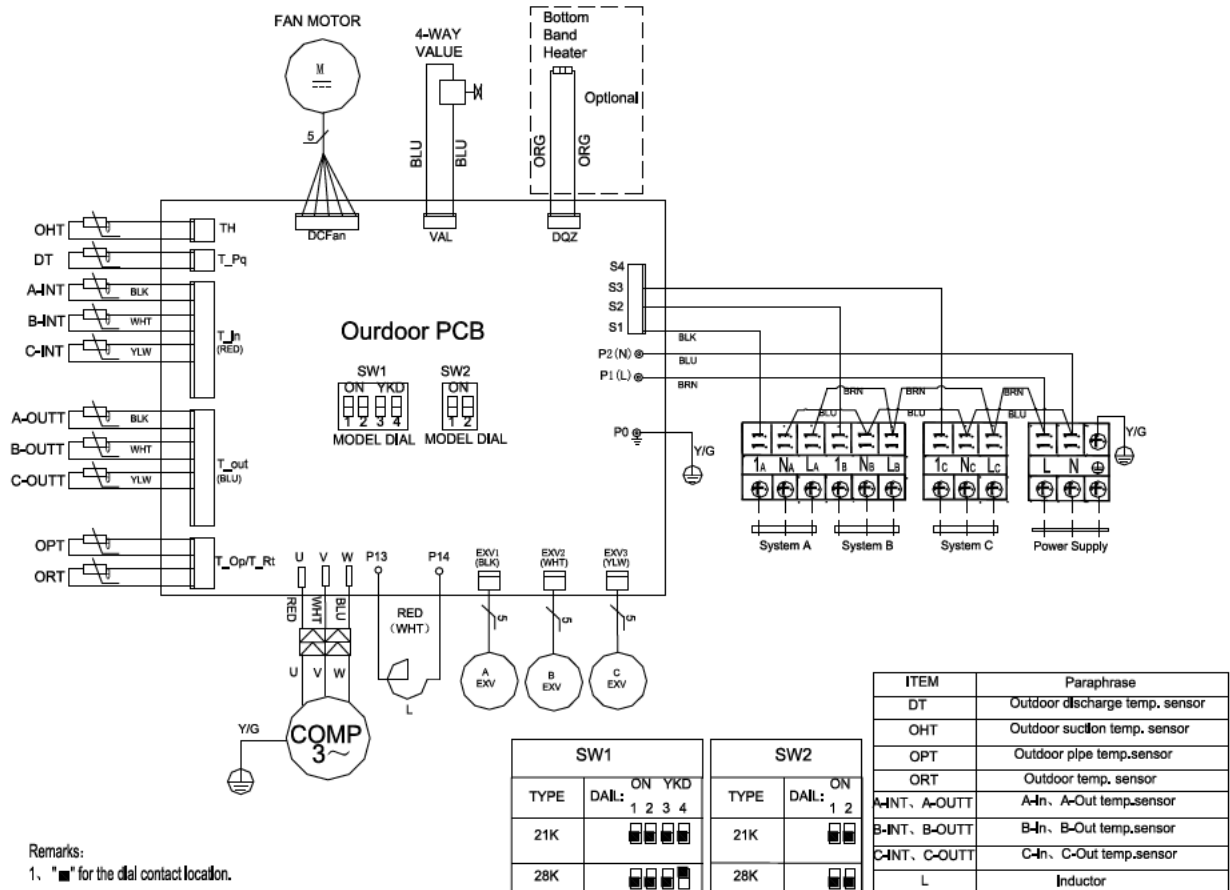 FAN MOTOR
M
5
4-WAY
VALUE
BLU
BLU
Bottom
Band
Heater
Optional
ORG
ORG
DCFan
VAL
DQZ
OHT
TH
DT
T_Pq
A-INT
BLK
B-INT
WHT
C-INT
YLW
T_In
(RED)
A-OUTT
BLK
B-OUTT
WHT
C-OUTT
YLW
T_out
(BLU)
OPT
ORT
T_Op/T_Rt
Ourdoor PCB
SW1
ON YKD
1 2 3 4
MODEL DIAL
SW2
ON
1 2
MODEL DIAL
S4
S3
S2
S1
BLK
P2(N)
BLU
P1(L)
BRN
P0
Y/G
BRN
BRN
BRN
BLU
BLU
BLU
Y/G
1A NA LA 1B NB LB
1C NC LC
L N
System A
System B
System C
Power Supply
U V W
P13
P14
RED
WHT
BLU
U V W
COMP
3~
Y/G
RED
(WHT)
L
EXV1
(BLK)
EXV2
(WHT)
EXV3
(YLW)
5
5
5
A
EXV
B
EXV
C
EXV
SW1
TYPE DAIL: ON YKD
1 2 3 4
21K
28K
SW2
TYPE DAIL: ON
1 2
21K
28K
ITEM Paraphrase
DT Outdoor discharge temp. sensor
OHT Outdoor suction temp. sensor
OPT Outdoor pipe temp.sensor
ORT Outdoor temp. sensor
A-INT、A-OUTT A-In、A-Out temp.sensor
B-INT、B-OUTT B-In、B-Out temp.sensor
C-INT、C-OUTT C-In、C-Out temp.sensor
L Inductor
Remarks:
1、"■" for the dial contact location.